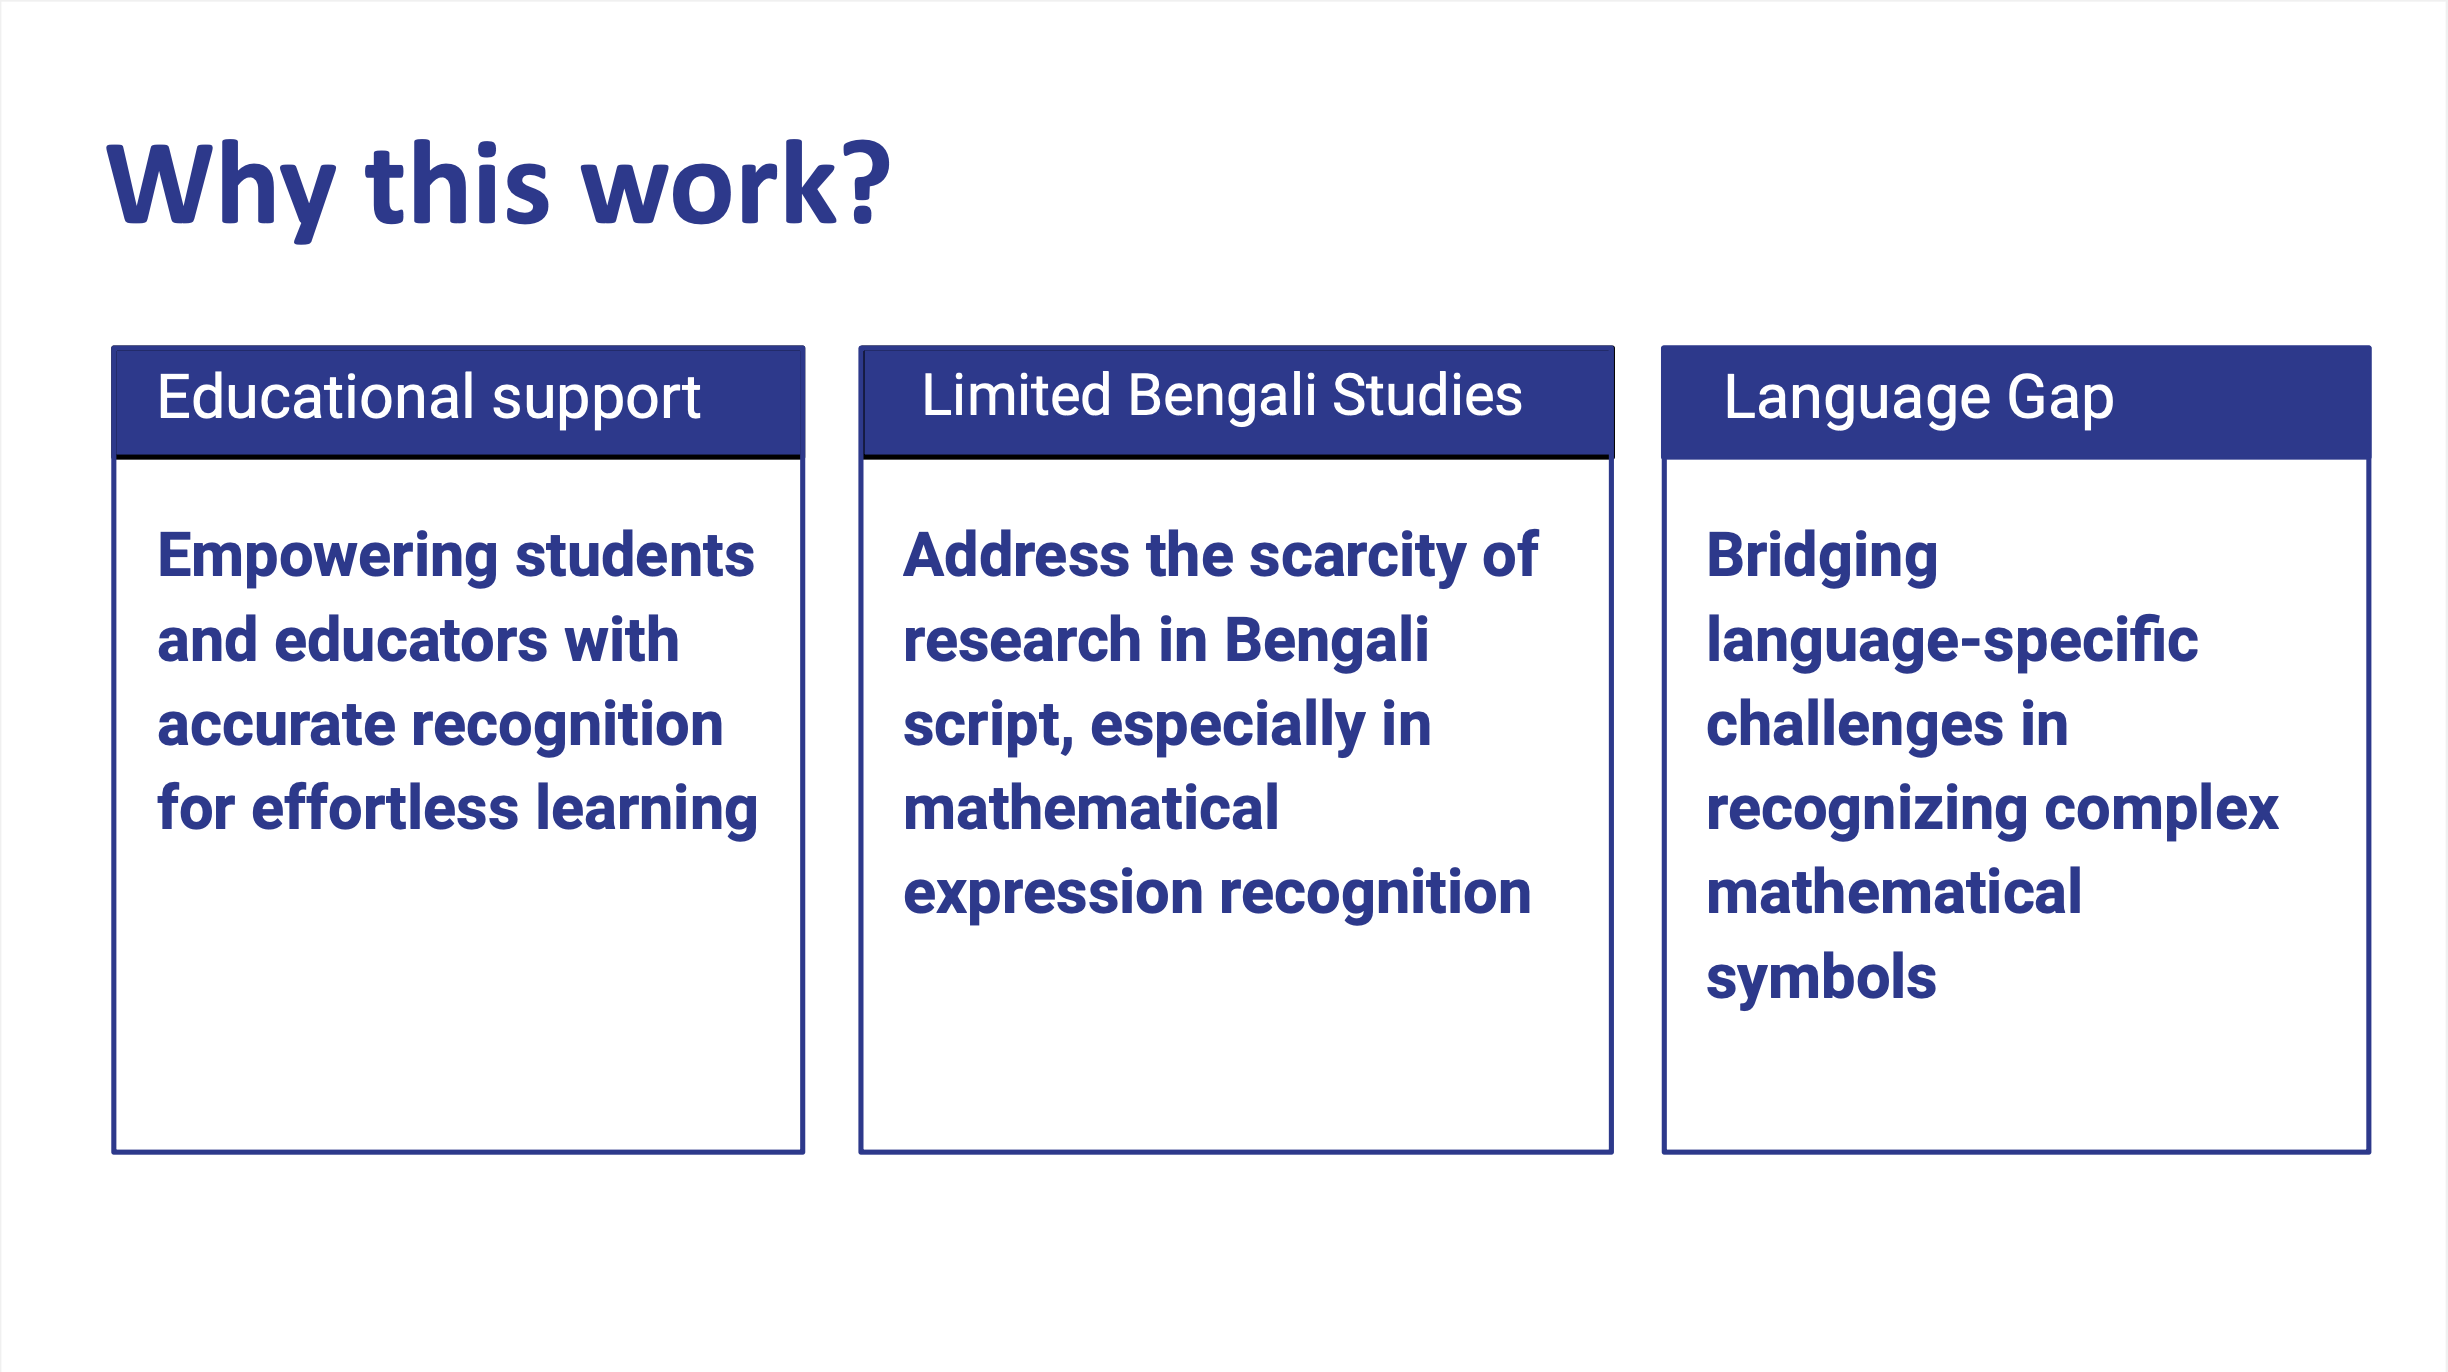 Why this work?
Educational support
Empowering students
and educators with
accurate recognition
for effortless learning
Limited Bengali Studies
Address the scarcity of
research in Bengali
script, especially in
mathematical
expression recognition
Language Gap
Bridging
language-specific
challenges in
recognizing complex
mathematical
symbols